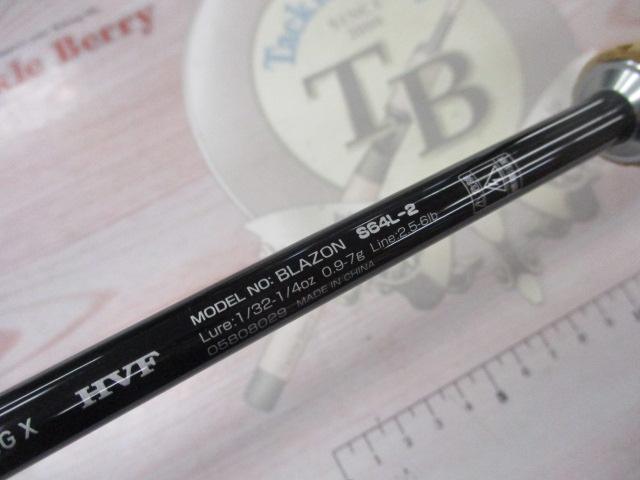 Tackle Berry
SINCE
TB
MODEL NO: BLAZON S64L-2
Lure:1/32-1/4oz 0.9-7g Line:2.5-6lb
05808029 MADE IN CHINA
HVF
G X